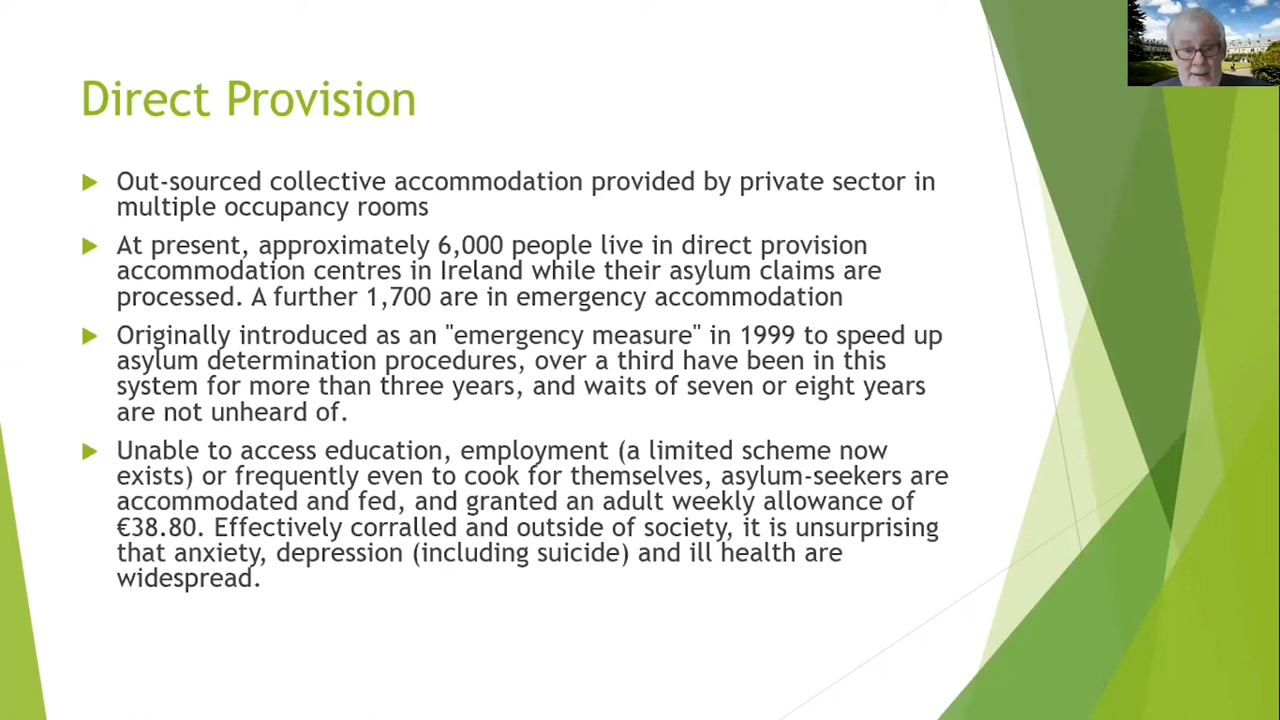 Direct Provision
Out-sourced collective accommodation provided by private sector in
multiple occupancy rooms
At present, approximately 6,000 people live in direct provision
accommodation centres in Ireland while their asylum claims are
processed. A further 1,700 are in emergency accommodation
Originally introduced as an "emergency measure" in 1999 to speed up
asylum determination procedures, over a third have been in this
system for more than three years, and waits of seven or eight years
are not unheard of.
Unable to access education, employment (a limited scheme now
exists) or frequently even to cook for themselves, asylum-seekers are
accommodated and fed, and granted an adult weekly allowance of
€38.80. Effectively corralled and outside of society, it is unsurprising
that anxiety, depression (including suicide) and ill health are
widespread.